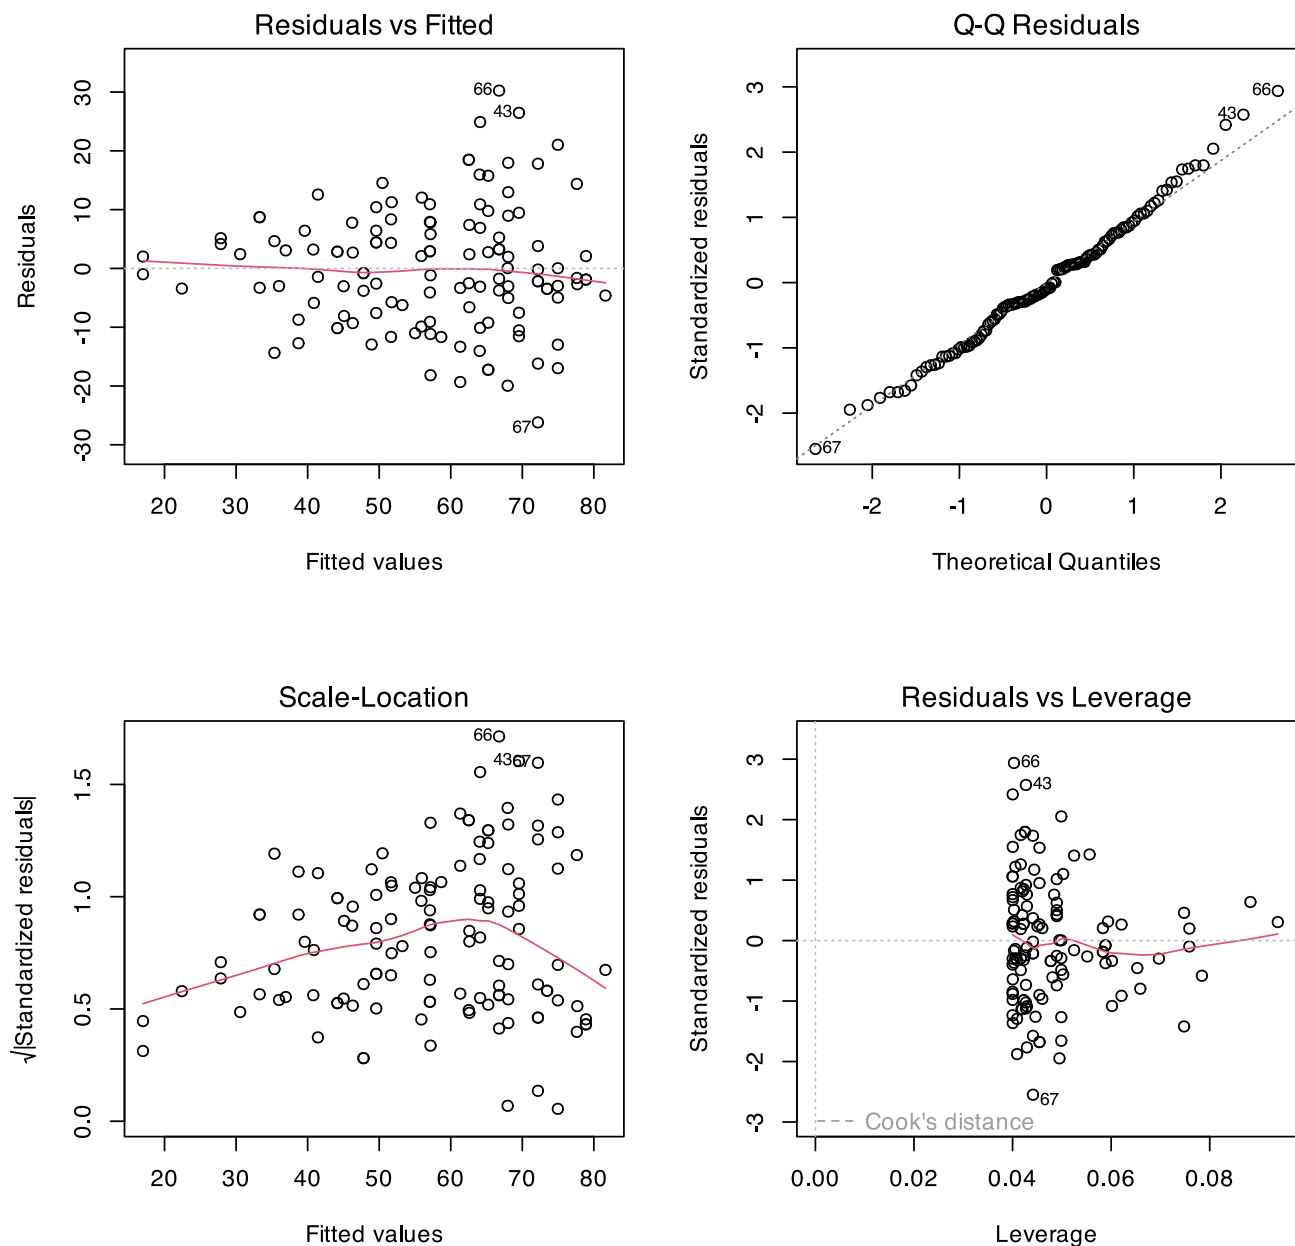 Residuals vs Fitted
Residuals
30
20
10
0
-10
-20
-30
66
43
67
20 30 40 50 60 70 80
Fitted values
Q-Q Residuals
Standardized residuals
3
2
1
0
-1
-2
66
43
67
-2 -1 0 1 2
Theoretical Quantiles
Scale-Location
√|Standardized residuals|
1.5
1.0
0.5
0.0
66
43
67
20 30 40 50 60 70 80
Fitted values
Residuals vs Leverage
Standardized residuals
3
2
1
0
-1
-2
-3
66
43
67
Cook's distance
0.00 0.02 0.04 0.06 0.08
Leverage